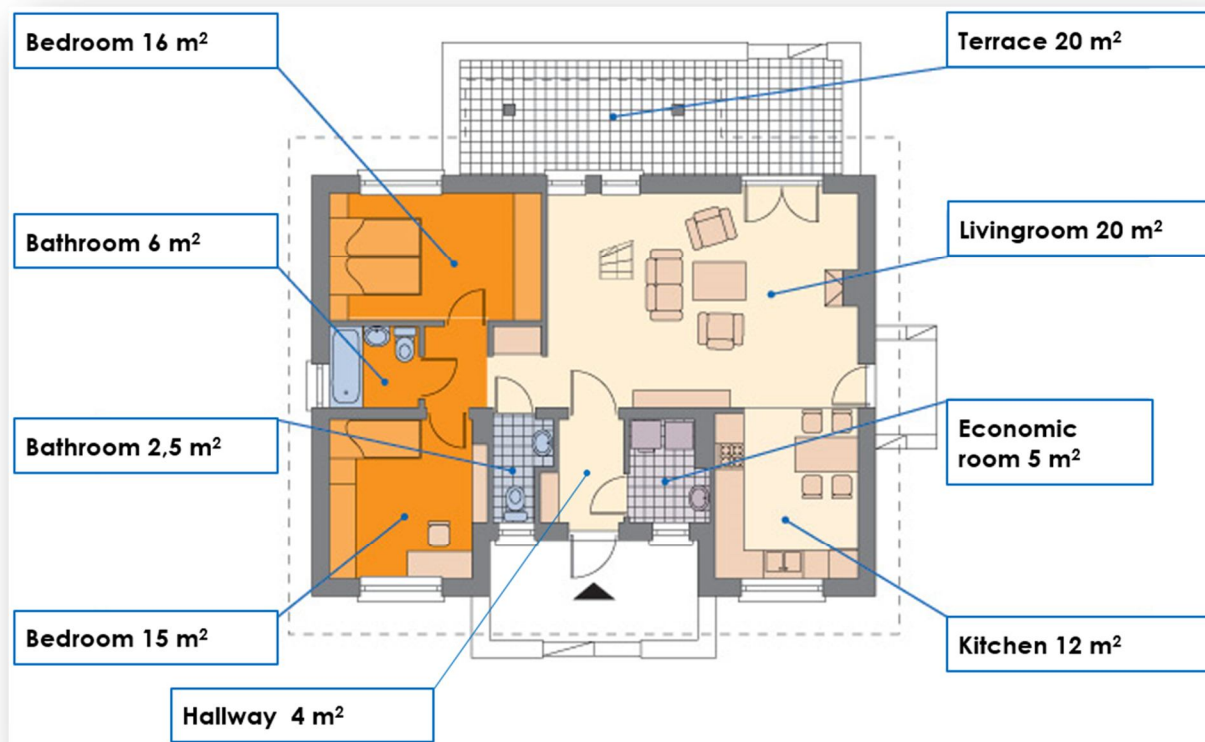 Bedroom 16 m²
Terrace 20 m²
Bathroom 6 m²
Livingroom 20 m²
Bathroom 2,5 m²
Economic
room 5 m²
Bedroom 15 m²
Kitchen 12 m²
Hallway  4 m²